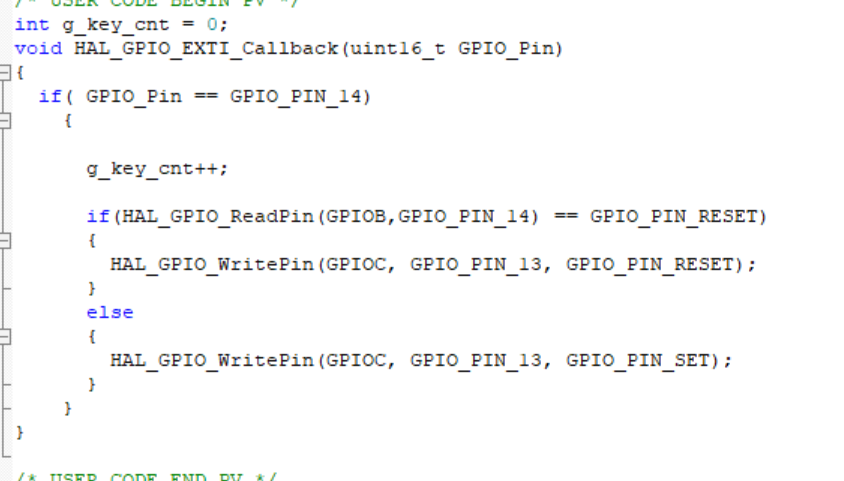 /* USER CODE BEGIN PV */
int g_key_cnt = 0;
void HAL_GPIO_EXTI_Callback(uint16_t GPIO_Pin)
{
if( GPIO_Pin == GPIO_PIN_14)
{
g_key_cnt++;
if(HAL_GPIO_ReadPin(GPIOB,GPIO_PIN_14) == GPIO_PIN_RESET)
{
HAL_GPIO_WritePin(GPIOC, GPIO_PIN_13, GPIO_PIN_RESET);
}
else
{
HAL_GPIO_WritePin(GPIOC, GPIO_PIN_13, GPIO_PIN_SET);
}
}
}
/* USER CODE END PV */